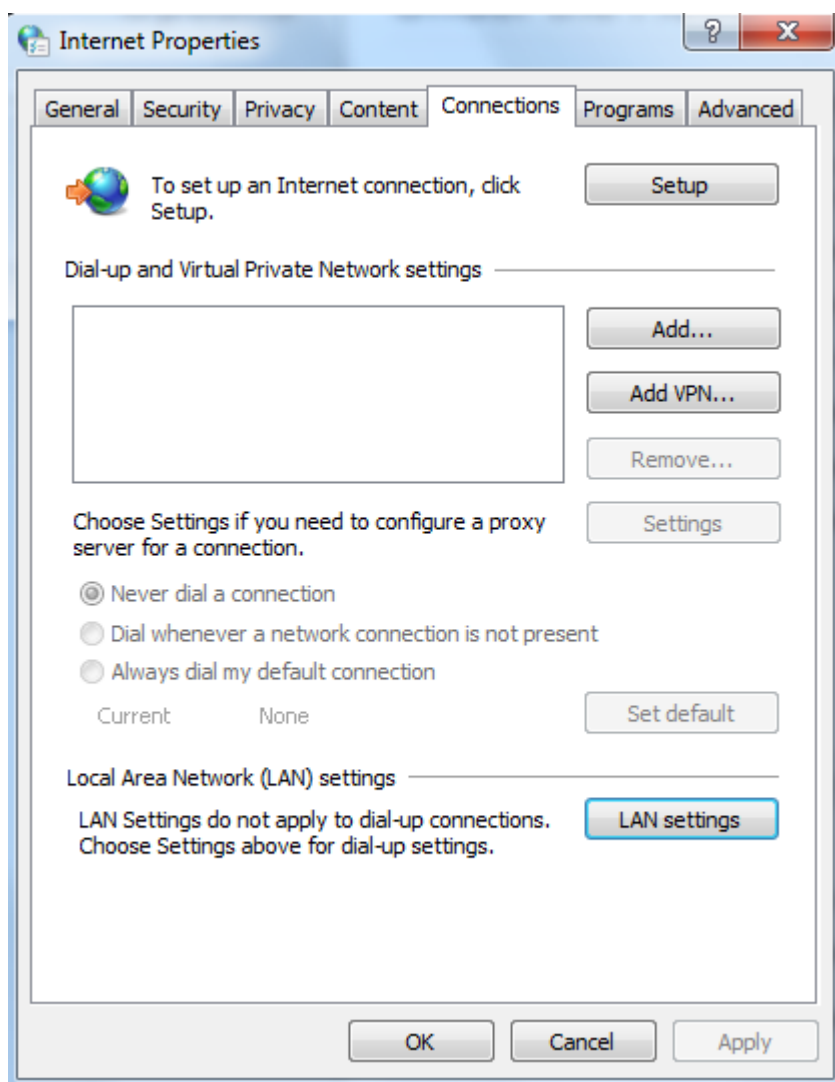 Internet Properties
?
X
General
Security
Privacy
Content
Connections
Programs
Advanced
To set up an Internet connection, click
Setup.
Setup
Dial-up and Virtual Private Network settings
Add...
Add VPN...
Remove...
Choose Settings if you need to configure a proxy
server for a connection.
Settings
Never dial a connection
Dial whenever a network connection is not present
Always dial my default connection
Current
None
Set default
Local Area Network (LAN) settings
LAN Settings do not apply to dial-up connections.
Choose Settings above for dial-up settings.
LAN settings
OK
Cancel
Apply